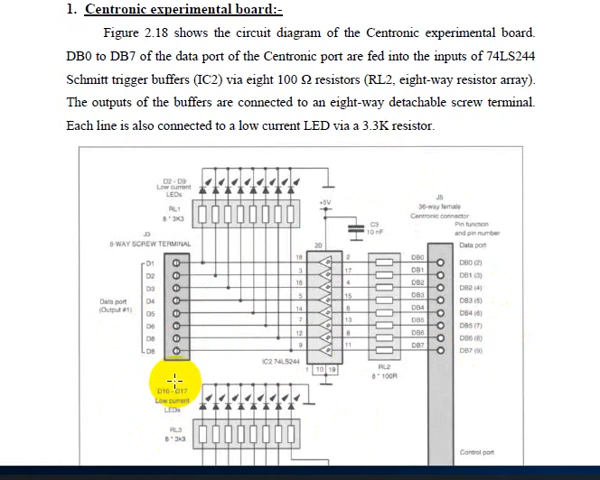 1. Centronic experimental board:-
Figure 2.18 shows the circuit diagram of the Centronic experimental board.
DB0 to DB7 of the data port of the Centronic port are fed into the inputs of 74LS244
Schmitt trigger buffers (IC2) via eight 100 Ω resistors (RL2, eight-way resistor array).
The outputs of the buffers are connected to an eight-way detachable screw terminal.
Each line is also connected to a low current LED via a 3.3K resistor.
D2 - D9
Low current
LEDs
RL1
8 * 3K3
+5V
C3
10 nF
J5
36-way female
Centronic connector
Pin function
and pin number
J3
8-WAY SCREW TERMINAL
20
Data port
D1 18 2 DB0 DB0 (2)
D2 3 17 DB1 DB1 (3)
D3 16 4 DB2 DB2 (4)
D4 5 15 DB3 DB3 (5)
D5 14 6 DB4 DB4 (6)
D6 7 13 DB5 DB5 (7)
D8 12 8 DB6 DB6 (8)
D8 9 11 DB7 DB7 (9)
Data port
(Output #1)
IC2 74LS244
1 10 19
RL2
8 * 100R
D10 - D17
Low current
LEDs
RL3
8 * 3K3
Control port